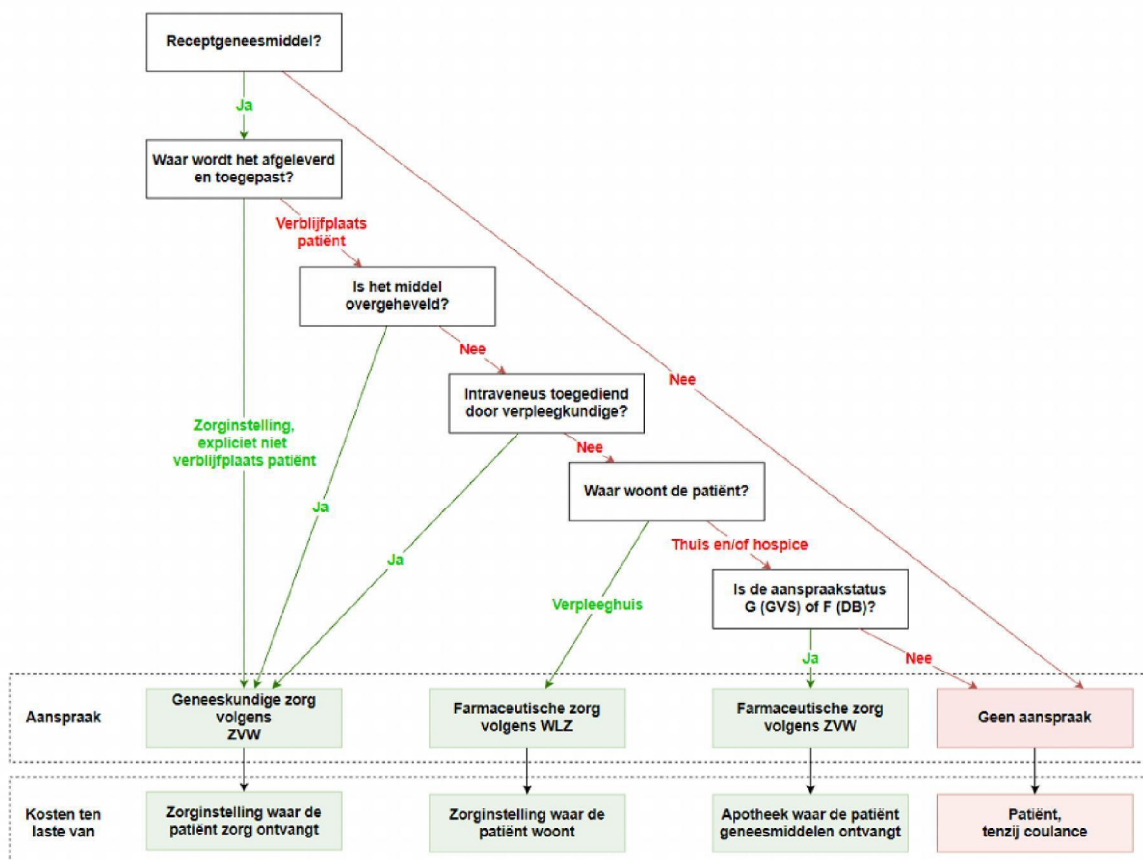 Receptgeneesmiddel?
Ja
Waar wordt het afgeleverd
en toegepast?
Verblijfplaats
patiënt
Is het middel
overgeheveld?
Nee
Nee
Intraveneus toegediend
door verpleegkundige?
Zorginstelling,
expliciet niet
verblijfplaats patiënt
Nee
Waar woont de patiënt?
Ja
Ja
Thuis en/of hospice
Is de aanspraakstatus
G (GVS) of F (DB)?
Verpleeghuis
Ja
Nee
Aanspraak
Geneeskundige zorg
volgens
ZVW
Farmaceutische zorg
volgens WLZ
Farmaceutische zorg
volgens ZVW
Geen aanspraak
Kosten ten
laste van
Zorginstelling waar de
patiënt zorg ontvangt
Zorginstelling waar de
patiënt woont
Apotheek waar de patiënt
geneesmiddelen ontvangt
Patiënt,
tenzij coulance